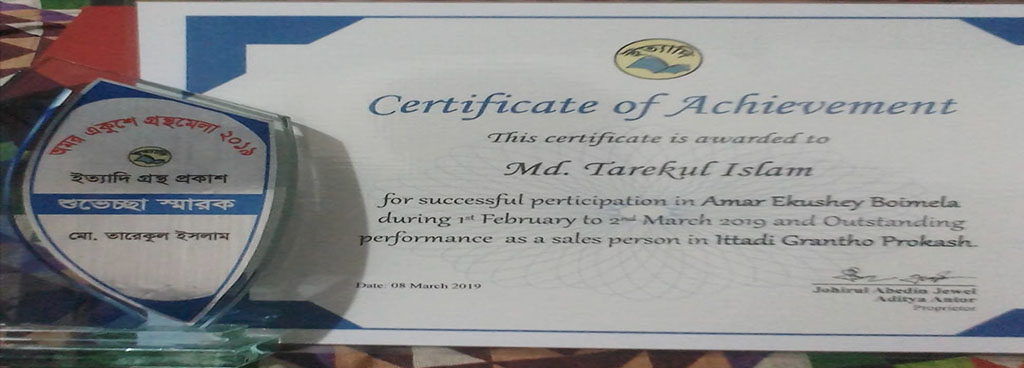 অমর একুশে গ্রন্থমেলা ২০১৯
ইত্যাদি গ্রন্থ প্রকাশ
শুভেচ্ছা স্মারক
মো. তারেকুল ইসলাম
ইত্যাদি
Certificate of Achievement
This certificate is awarded to
Md. Tarekul Islam
for successful perticipation in Amar Ekushey Boimela
during 1st February to 2nd March 2019 and Outstanding
performance as a sales person in Ittadi Grantho Prokash.
Date: 08 March 2019
Johirul Abedin Jewel
Aditya Antor
Proprietor